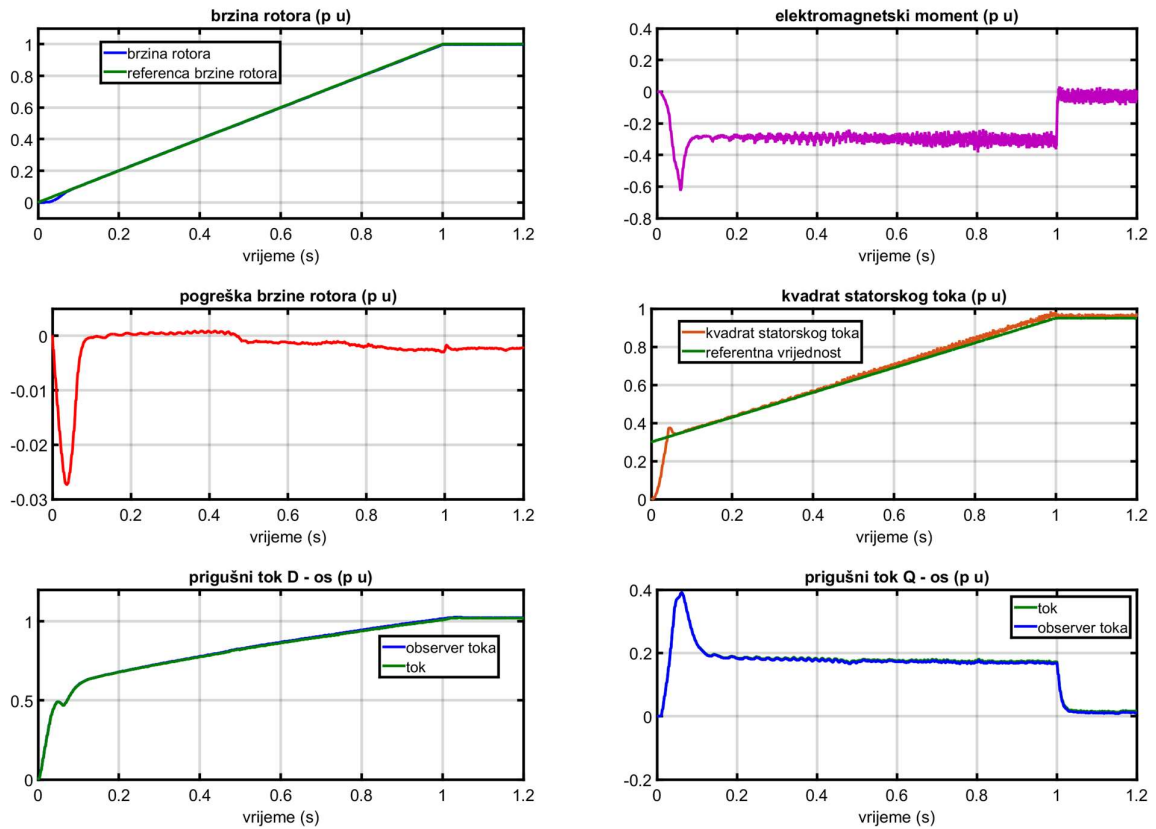 brzina rotora (p u)
1
0.8
0.6
0.4
0.2
0
brzina rotora
referenca brzine rotora
0 0.2 0.4 0.6 0.8 1 1.2
vrijeme (s)
elektromagnetski moment (p u)
0.4
0.2
0
-0.2
-0.4
-0.6
-0.8
0 0.2 0.4 0.6 0.8 1 1.2
vrijeme (s)
pogreška brzine rotora (p u)
0
-0.01
-0.02
-0.03
0 0.2 0.4 0.6 0.8 1 1.2
vrijeme (s)
kvadrat statorskog toka (p u)
1
0.8
0.6
0.4
0.2
0
kvadrat statorskog toka
referentna vrijednost
0 0.2 0.4 0.6 0.8 1 1.2
vrijeme (s)
prigušni tok D - os (p u)
1
0.5
0
observer toka
tok
0 0.2 0.4 0.6 0.8 1 1.2
vrijeme (s)
prigušni tok Q - os (p u)
0.4
0.2
0
-0.2
tok
observer toka
0 0.2 0.4 0.6 0.8 1 1.2
vrijeme (s)